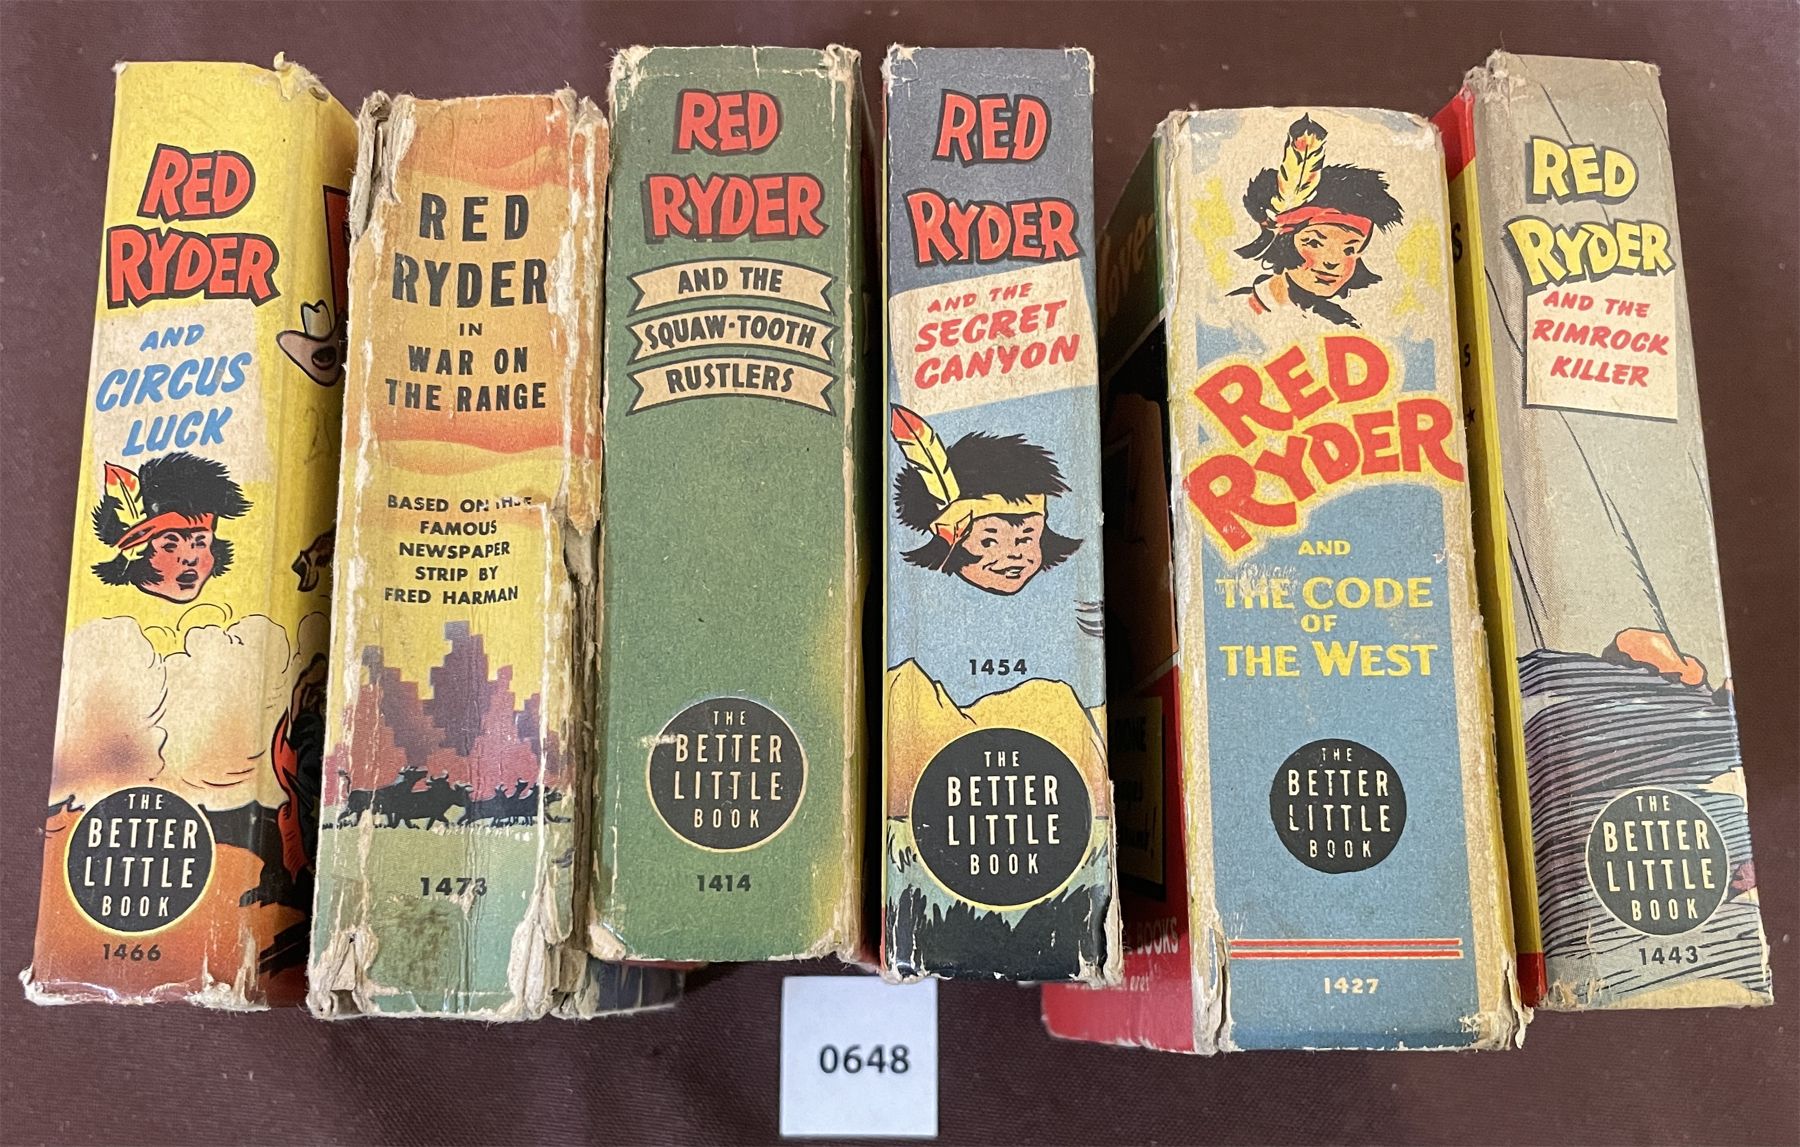 RED
RYDER
AND
CIRCUS
LUCK
THE
BETTER
LITTLE
BOOK
1466
RED
RYDER
IN
WAR ON
THE RANGE
BASED ON THE
FAMOUS
NEWSPAPER
STRIP BY
FRED HARMAN
1473
RED
RYDER
AND THE
SQUAW-TOOTH
RUSTLERS
THE
BETTER
LITTLE
BOOK
1414
RED
RYDER
AND THE
SECRET
CANYON
1454
THE
BETTER
LITTLE
BOOK
RED
RYDER
AND
THE CODE
OF
THE WEST
THE
BETTER
LITTLE
BOOK
1427
BOOKS
RED
RYDER
AND THE
RIMROCK
KILLER
THE
BETTER
LITTLE
BOOK
1443
0648